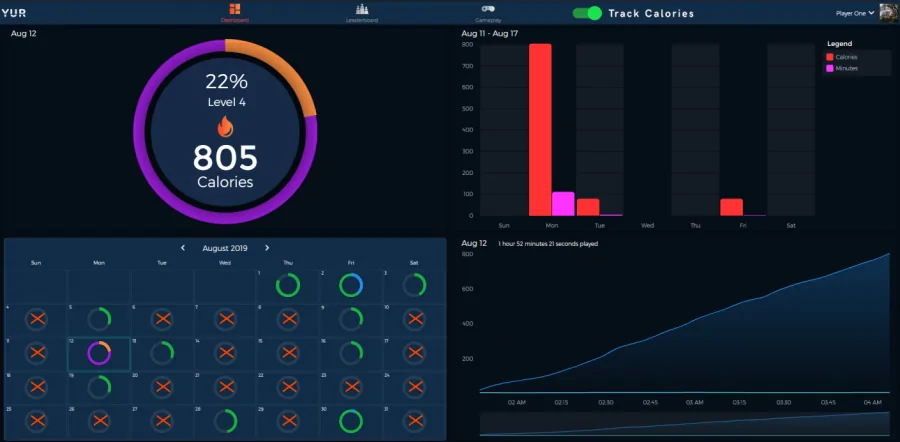 YUR
Dashboard
Leaderboard
Gameplay
Track Calories
Player One
Aug 12
22%
Level 4
805
Calories
Aug 11 - Aug 17
800
700
600
500
400
300
200
100
0
Sun Mon Tue Wed Thu Fri Sat
Legend
Calories
Minutes
August 2019
Sun Mon Tue Wed Thu Fri Sat
1 2 3
4 5 6 7 8 9 10
11 12 13 14 15 16 17
18 19 20 21 22 23 24
25 26 27 28 29 30 31
Aug 12 1 hour 52 minutes 21 seconds played
800
600
400
200
02 AM 02:15 02:30 02:45 03 AM 03:15 03:30 03:45 04 AM